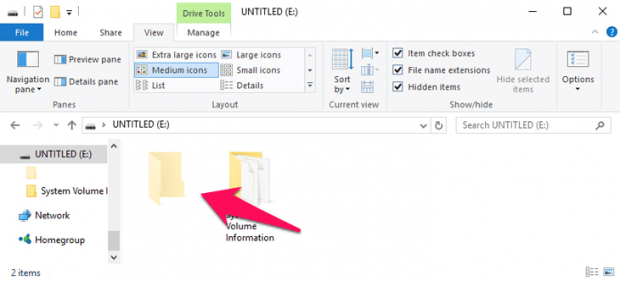 Drive Tools UNTITLED (E:)
File Home Share View Manage
Navigation pane
Preview pane
Details pane
Panes
Extra large icons Large icons
Medium icons Small icons
List Details
Layout
Sort by
Current view
Item check boxes
File name extensions
Hidden items
Hide selected items
Show/hide
Options
UNTITLED (E:) Search UNTITLED (E:)
UNTITLED (E:)
System Volume
Network
Homegroup
Volume
Information
2 items